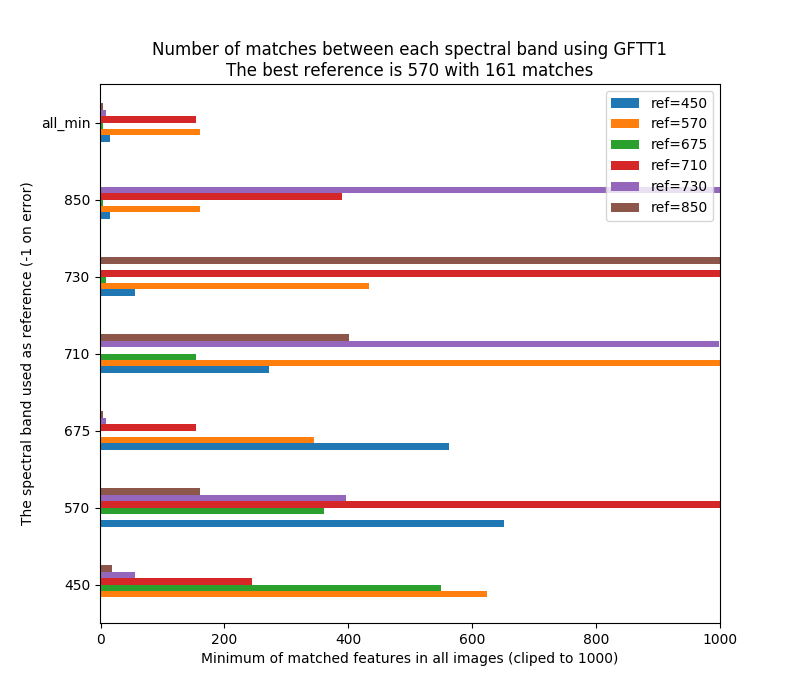 Number of matches between each spectral band using GFTT1
The best reference is 570 with 161 matches
ref=450
ref=570
ref=675
ref=710
ref=730
ref=850
The spectral band used as reference (-1 on error)
all_min
850
730
710
675
570
450
0 200 400 600 800 1000
Minimum of matched features in all images (cliped to 1000)